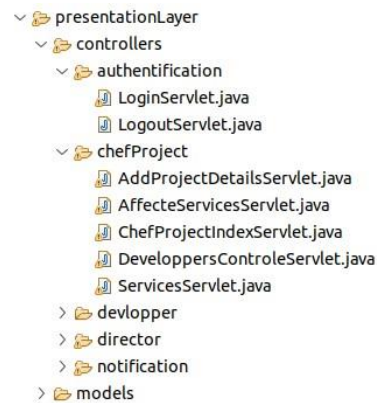 presentationLayer
controllers
authentification
LoginServlet.java
LogoutServlet.java
chefProject
AddProjectDetailsServlet.java
AffecteServicesServlet.java
ChefProjectIndexServlet.java
DeveloppersControleServlet.java
ServicesServlet.java
devlopper
director
notification
models